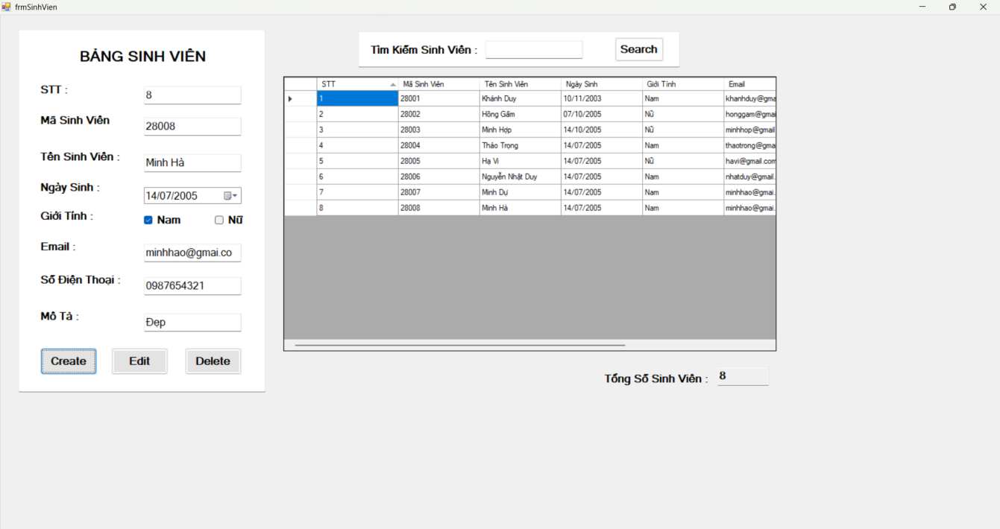 frmSinhVien
BẢNG SINH VIÊN
STT :
8
Mã Sinh Viên
28008
Tên Sinh Viên :
Minh Hà
Ngày Sinh :
14/07/2005
Giới Tính :
Nam
Nữ
Email :
minhhao@gmai.co
Số Điện Thoại :
0987654321
Mô Tả :
Đẹp
Create
Edit
Delete
Tìm Kiếm Sinh Viên :
Search
STT Mã Sinh Viên Tên Sinh Viên Ngày Sinh Giới Tính Email
1 28001 Khánh Duy 10/11/2003 Nam khanhduy@gma
2 28002 Hồng Gấm 07/10/2005 Nữ honggam@gmai
3 28003 Minh Hợp 14/10/2005 Nữ minhhop@gmail
4 28004 Thảo Trọng 14/07/2005 Nam thaotrong@gma
5 28005 Hạ Vi 14/07/2005 Nữ havi@gmail.com
6 28006 Nguyễn Nhật Duy 14/07/2005 Nam nhatduy@gmail.
7 28007 Minh Dự 14/07/2005 Nam minhhao@gmai.
8 28008 Minh Hà 14/07/2005 Nam minhhao@gmai.
Tổng Số Sinh Viên :
8